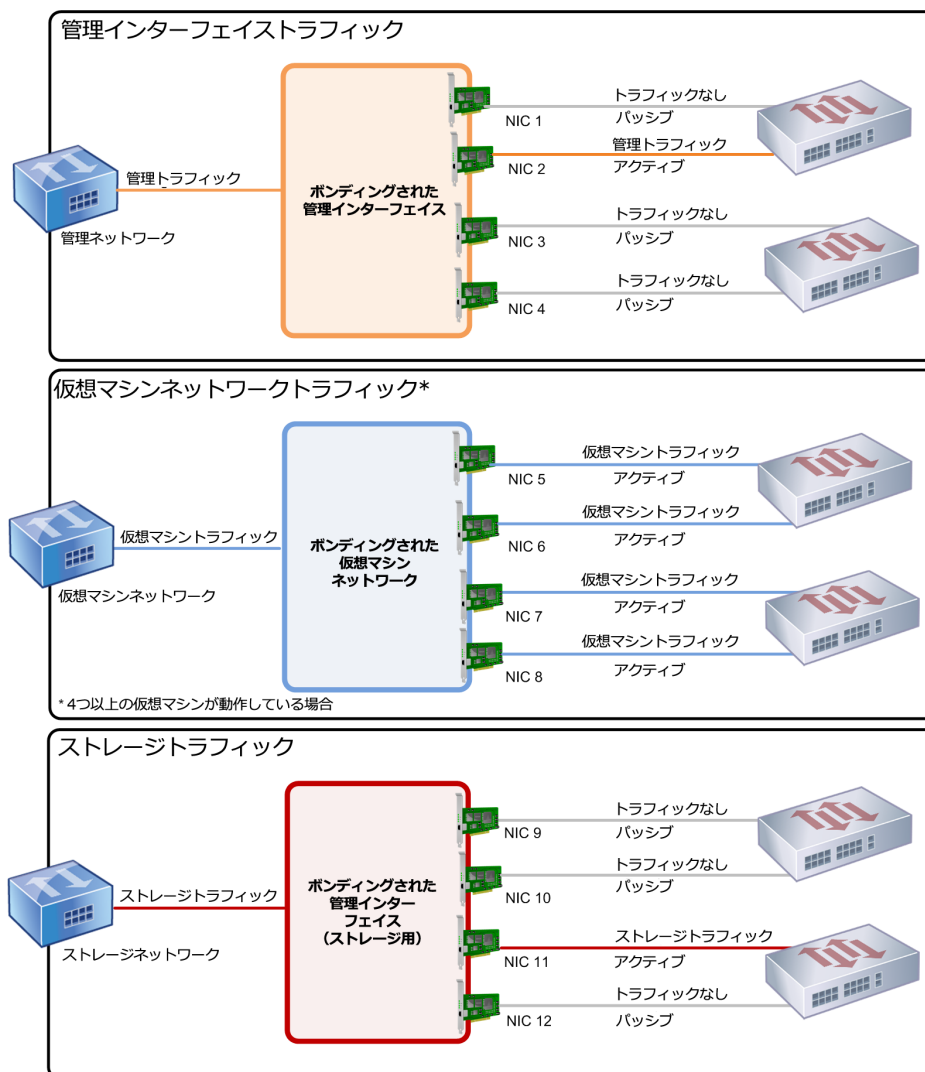 管理インターフェイストラフィック
トラフィックなし
NIC 1
パッシブ
管理トラフィック
NIC 2
アクティブ
管理トラフィック
ボンディングされた
管理インターフェイス
管理ネットワーク
トラフィックなし
NIC 3
パッシブ
トラフィックなし
NIC 4
パッシブ
仮想マシンネットワークトラフィック*
仮想マシントラフィック
NIC 5
アクティブ
仮想マシントラフィック
NIC 6
アクティブ
仮想マシントラフィック
ボンディングされた
仮想マシン
ネットワーク
仮想マシンネットワーク
仮想マシントラフィック
NIC 7
アクティブ
仮想マシントラフィック
NIC 8
アクティブ
* 4つ以上の仮想マシンが動作している場合
ストレージトラフィック
トラフィックなし
NIC 9
パッシブ
トラフィックなし
NIC 10
パッシブ
ストレージトラフィック
ボンディングされた
管理インター
フェイス
（ストレージ用）
ストレージネットワーク
ストレージトラフィック
NIC 11
アクティブ
トラフィックなし
NIC 12
パッシブ